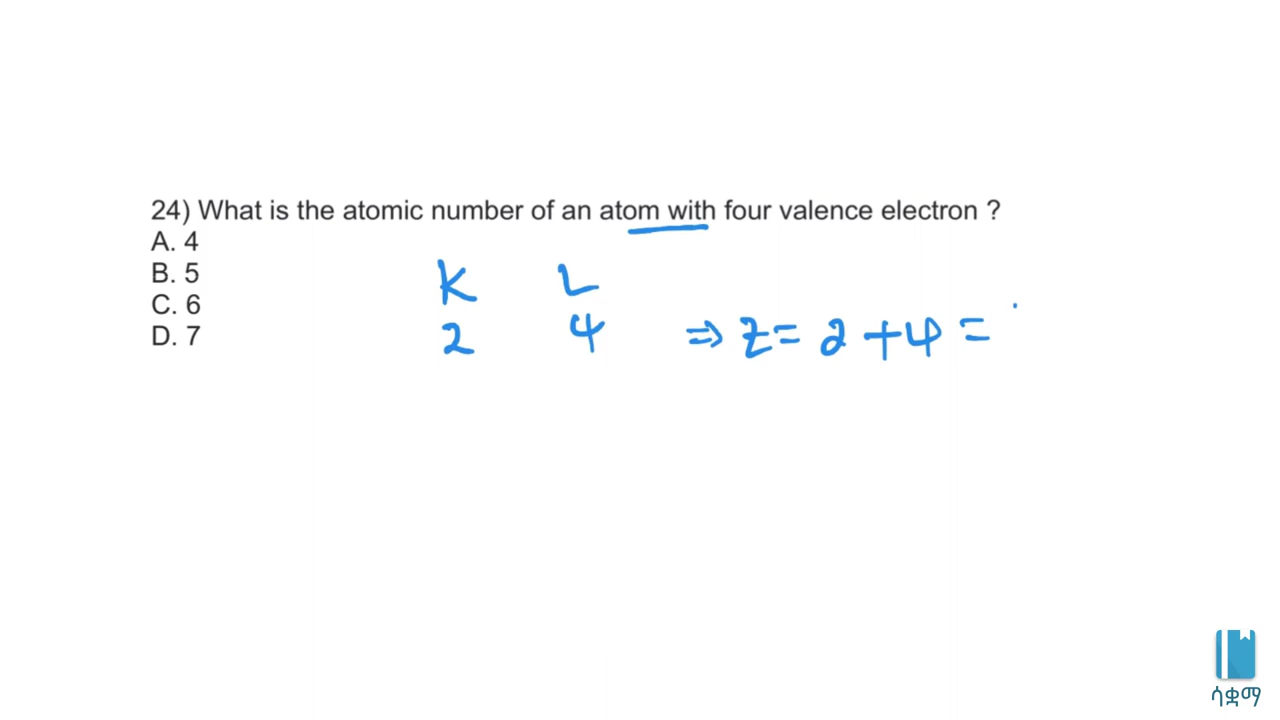 24) What is the atomic number of an atom with four valence electron ?
A. 4
B. 5
C. 6
D. 7
K L
2 4 ⇒ Z = 2 + 4 =
ሳቋማ